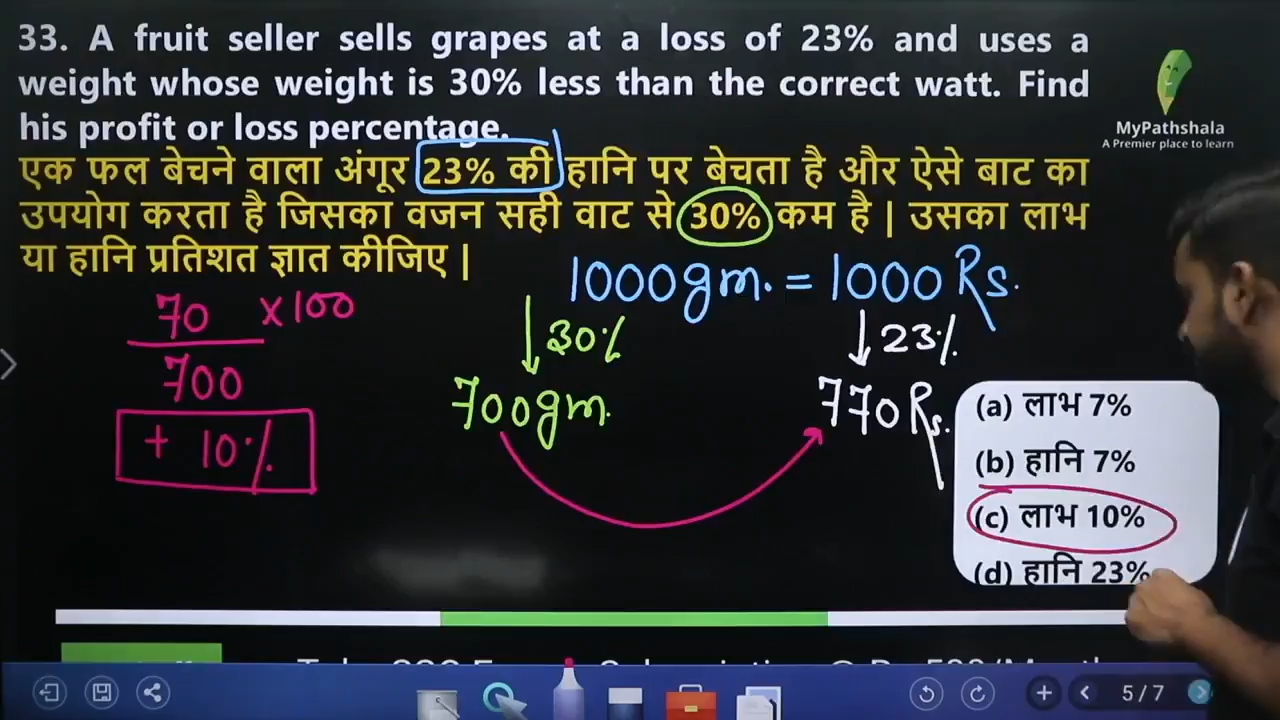 33. A fruit seller sells grapes at a loss of 23% and uses a
weight whose weight is 30% less than the correct watt. Find
his profit or loss percentage.
एक फल बेचने वाला अंगूर 23% की हानि पर बेचता है और ऐसे बाट का
उपयोग करता है जिसका वजन सही वाट से 30% कम है | उसका लाभ
या हानि प्रतिशत ज्ञात कीजिए |
MyPathshala
A Premier place to learn
1000gm. = 1000 Rs.
30%
23%
700gm.
770 Rs.
70 x100
700
+ 10%
(a) लाभ 7%
(b) हानि 7%
(c) लाभ 10%
(d) हानि 23%
5 / 7